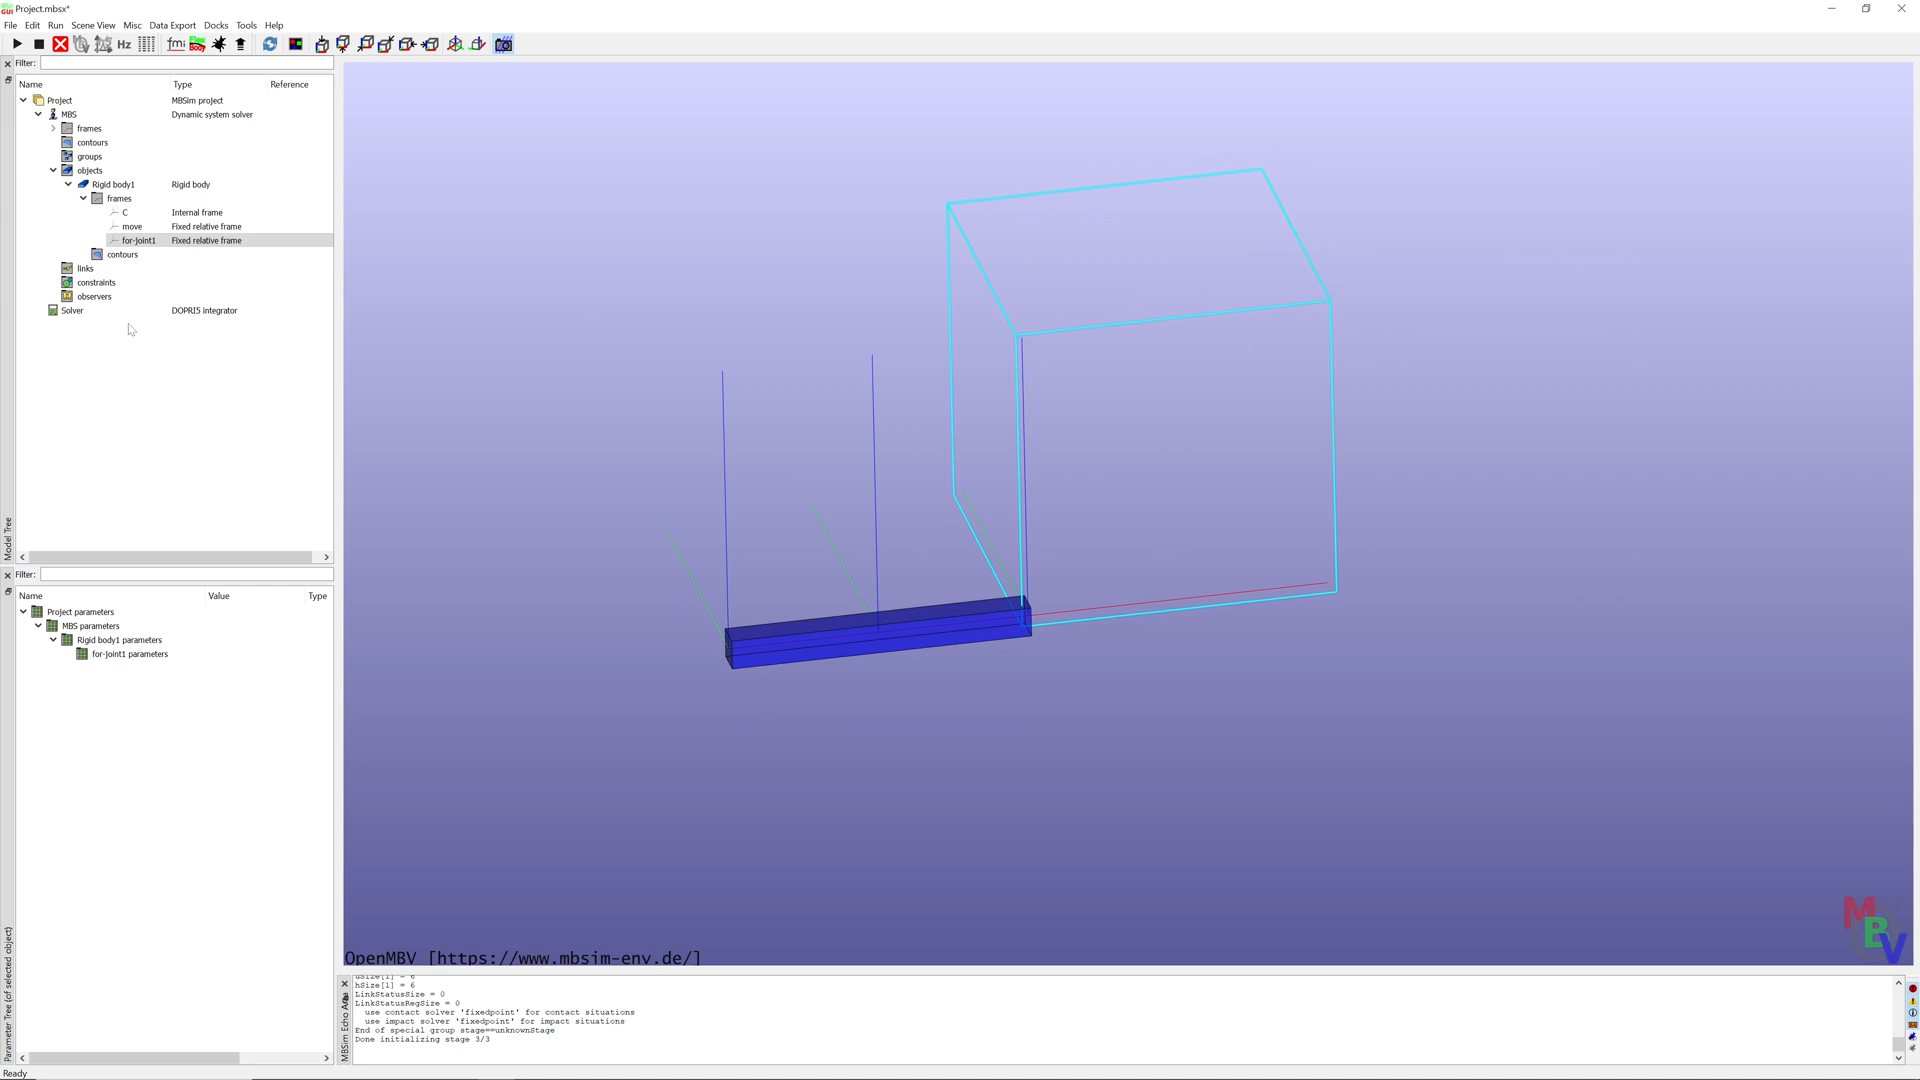 Project.mbsx*
File Edit Run Scene View Misc Data Export Docks Tools Help
Hz fmi
Filter:
Name Type Reference
Project MBSim project
MBS Dynamic system solver
frames
contours
groups
objects
Rigid body1 Rigid body
frames
C Internal frame
move Fixed relative frame
for-joint1 Fixed relative frame
contours
links
constraints
observers
Solver DOPRI5 integrator
Model Tree
Filter:
Name Value Type
Project parameters
MBS parameters
Rigid body1 parameters
for-joint1 parameters
Parameter Tree (of selected object)
MBV
OpenMBV [https://www.mbsim-env.de/]
MBSim Echo Area
uSize[1] = 6
hSize[1] = 6
LinkStatusSize = 0
LinkStatusRegSize = 0
use contact solver 'fixedpoint' for contact situations
use impact solver 'fixedpoint' for impact situations
End of special group stage==unknownStage
Done initializing stage 3/3
Ready